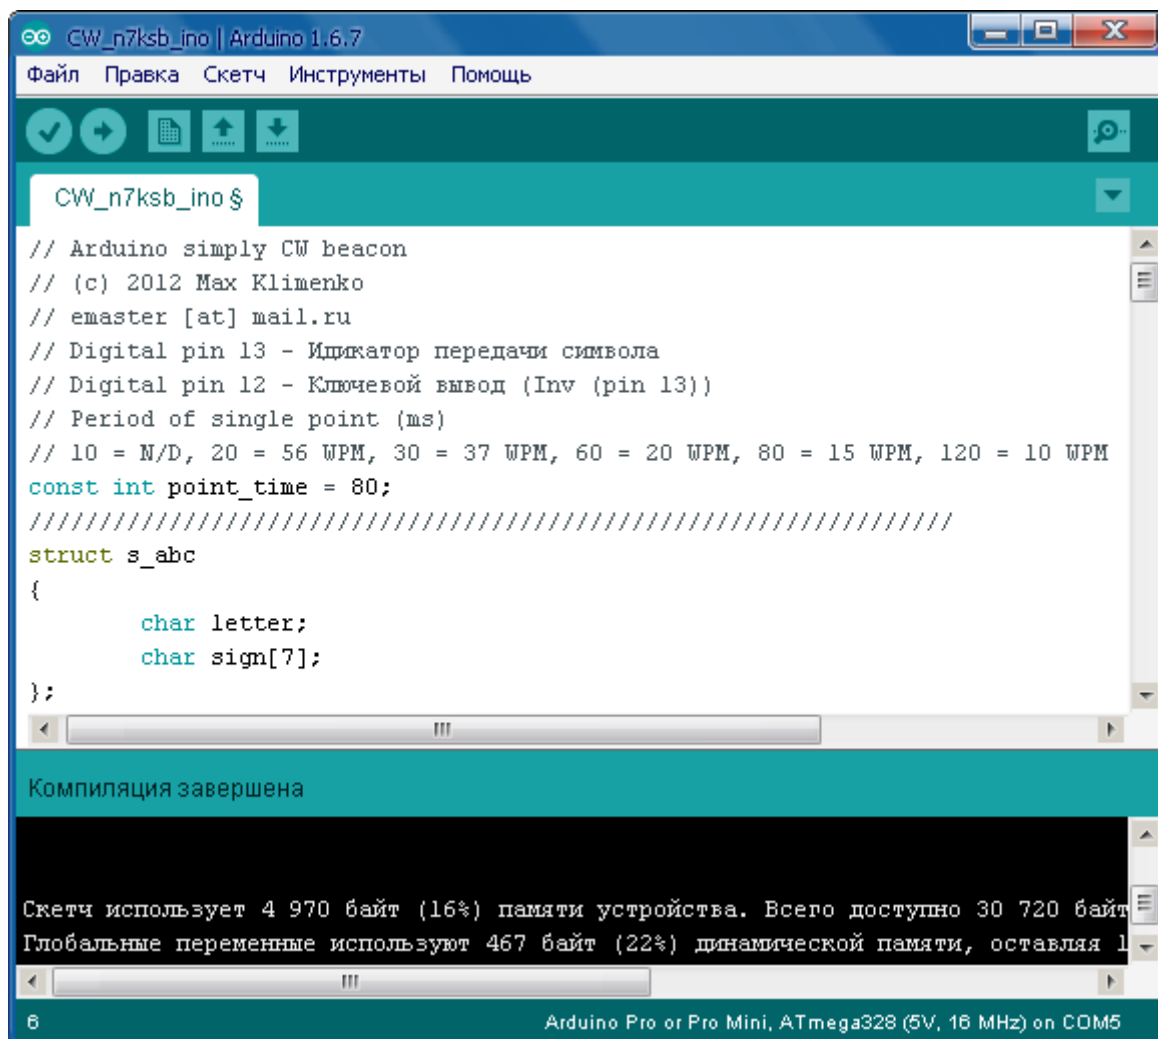 CW_n7ksb_ino | Arduino 1.6.7
Файл Правка Скетч Инструменты Помощь
CW_n7ksb_ino §
// Arduino simply CW beacon
// (c) 2012 Max Klimenko
// emaster [at] mail.ru
// Digital pin 13 - Идикатор передачи символа
// Digital pin 12 - Ключевой вывод (Inv (pin 13))
// Period of single point (ms)
// 10 = N/D, 20 = 56 WPM, 30 = 37 WPM, 60 = 20 WPM, 80 = 15 WPM, 120 = 10 WPM
const int point_time = 80;
//////////////////////////////////////////////////////////////////
struct s_abc
{
char letter;
char sign[7];
};
Компиляция завершена
Скетч использует 4 970 байт (16%) памяти устройства. Всего доступно 30 720 байт
Глобальные переменные используют 467 байт (22%) динамической памяти, оставляя 1
6 Arduino Pro or Pro Mini, ATmega328 (5V, 16 MHz) on COM5